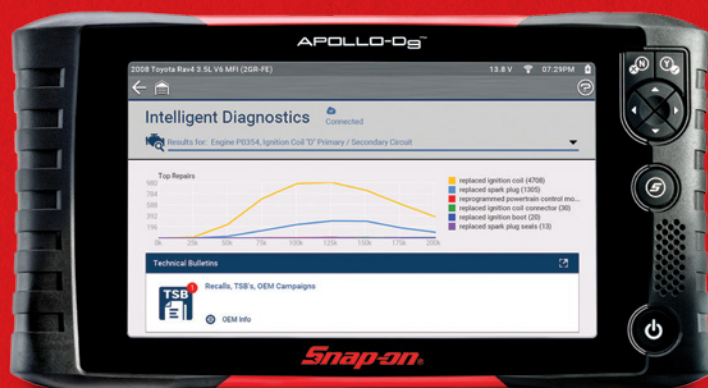 APOLLO-D9™
2008 Toyota Rav4 3.5L V6 MFI (2GR-FE) 13.8 V 07:29PM
N Y
Intelligent Diagnostics Connected
Results for: Engine P0354, Ignition Coil "D" Primary / Secondary Circuit
Top Repairs
980
784
588
392
196
0k 25k 50k 75k 100k 125k 150k 175k 200k
replaced ignition coil (4708)
replaced spark plug (1305)
reprogrammed powertrain control mo...
replaced ignition coil connector (30)
replaced ignition boot (20)
replaced spark plug seals (13)
S
Technical Bulletins
TSB 1
Recalls, TSB's, OEM Campaigns
OEM Info
Snap-on®